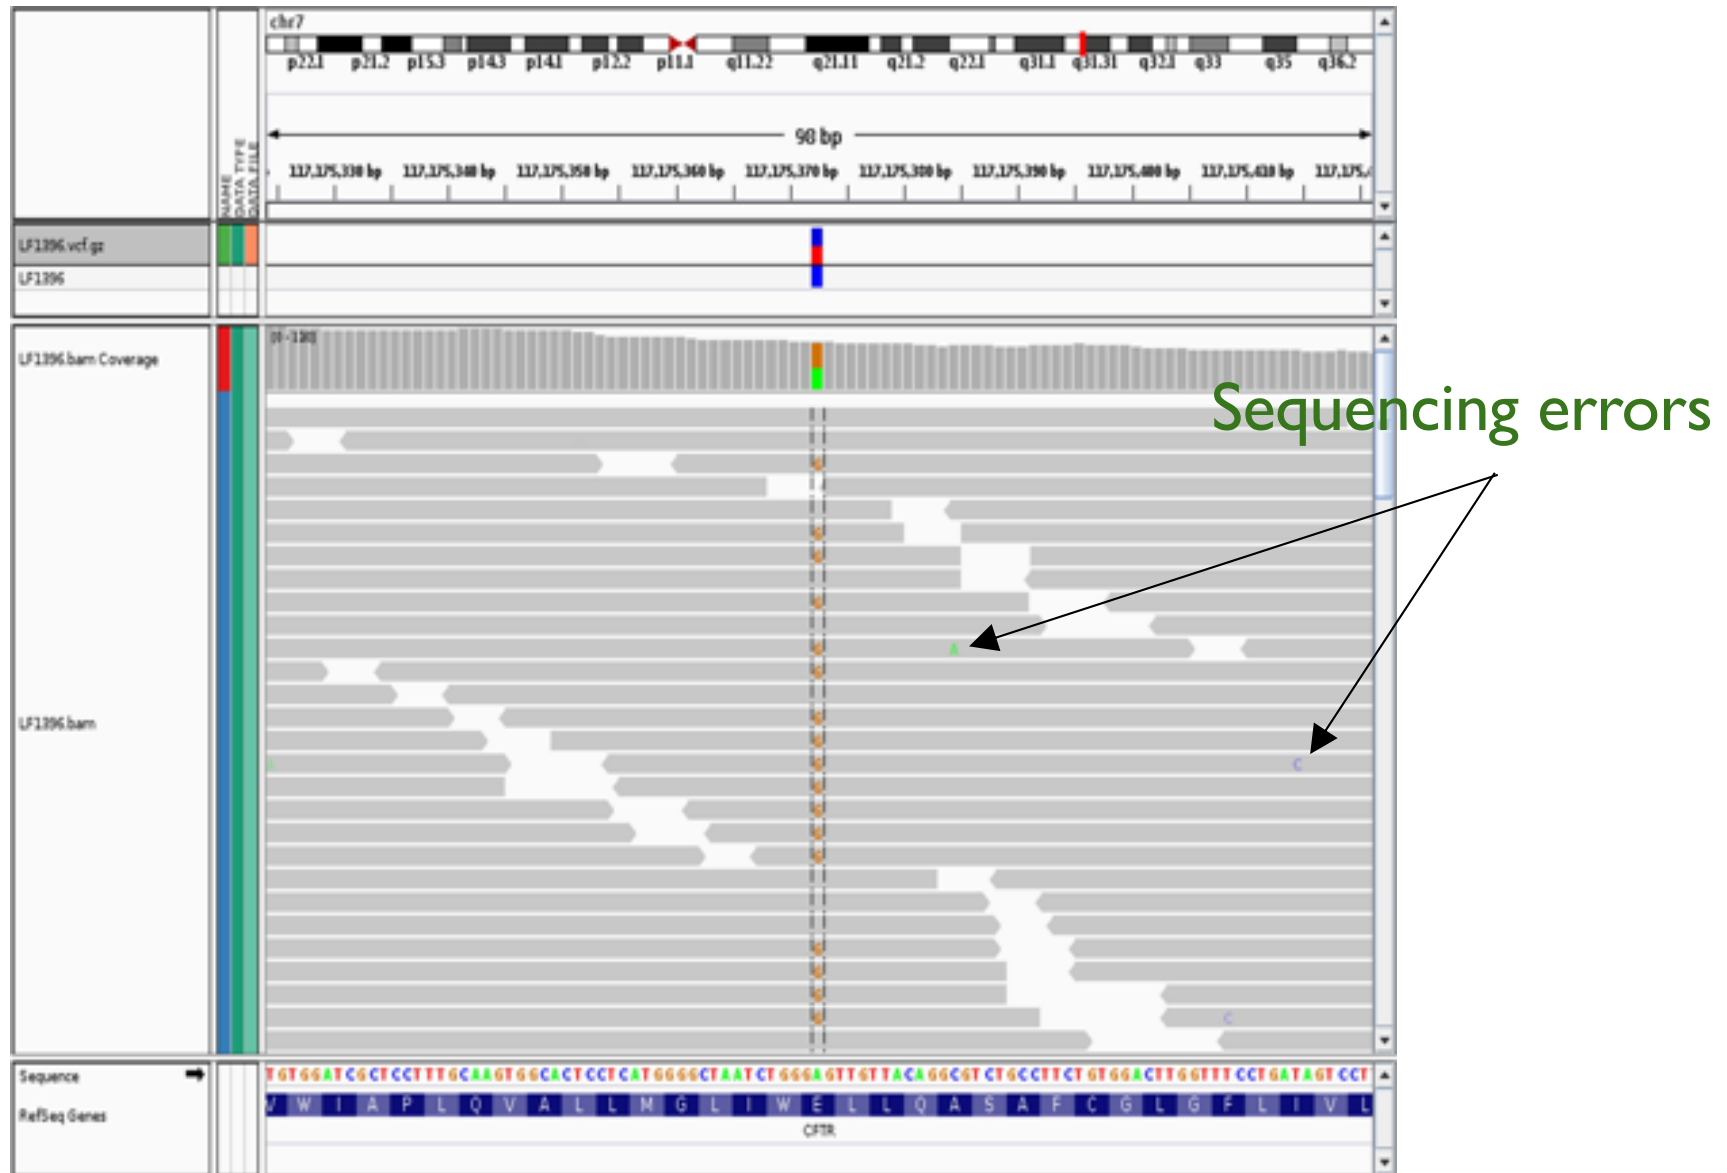 chr7
p22.1 p21.2 p15.3 p14.3 p14.1 p12.2 p11.1 q11.22 q21.11 q21.2 q22.1 q31.1 q31.31 q32.1 q33 q35 q36.2
98 bp
117,175,330 bp 117,175,340 bp 117,175,350 bp 117,175,360 bp 117,175,370 bp 117,175,380 bp 117,175,390 bp 117,175,400 bp 117,175,410 bp 117,175,4
NAME
DATA TYPE
DATA FILE
LF1396.vcf.gz
LF1396
LF1396.bam Coverage
Sequencing errors
G
G
G
G
G A
G
G
G
G C
G
G
G
G
LF1396.bam
G
G
G
G C
Sequence
TGTGGATCGCTCCTTTGCAAGTGGCACTCCTCATGGGGCTAATCTGGGAGTTGTTACAGGCGTCTGCCTTCTGTGGACTTGGTTTCCTGATAGTCCT
RefSeq Genes
V W I A P L Q V A L L M G L I W E L L Q A S A F C G L G F L I V L
CFTR